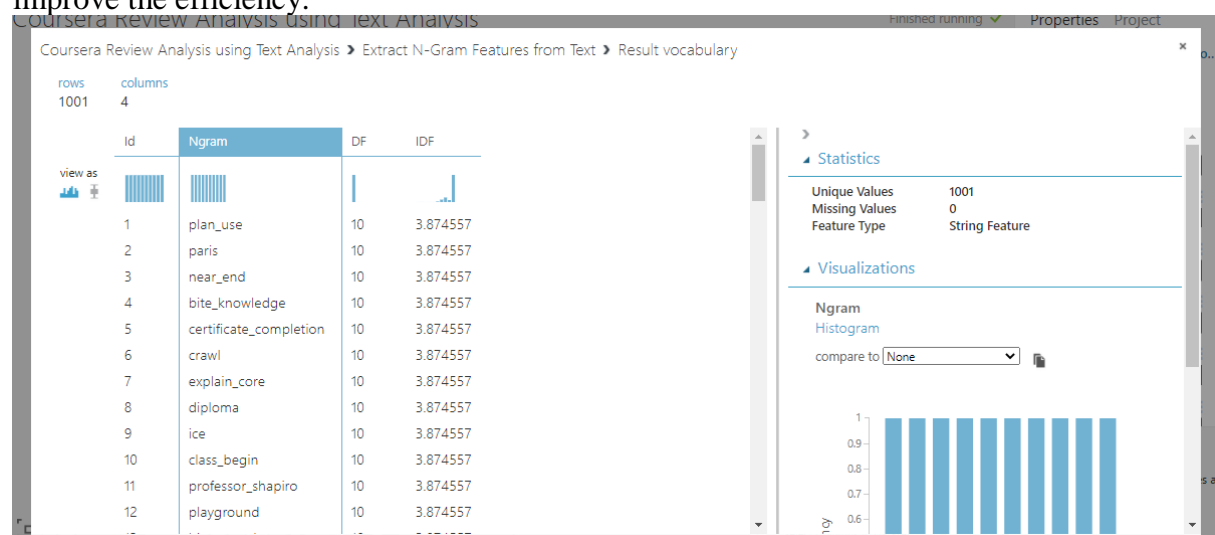 improve the efficiency.
Coursera Review Analysis using Text Analysis
Finished running ✓ Properties Project
Coursera Review Analysis using Text Analysis › Extract N-Gram Features from Text › Result vocabulary ×
rows columns
1001 4
Id Ngram DF IDF
view as
1 plan_use 10 3.874557
2 paris 10 3.874557
3 near_end 10 3.874557
4 bite_knowledge 10 3.874557
5 certificate_completion 10 3.874557
6 crawl 10 3.874557
7 explain_core 10 3.874557
8 diploma 10 3.874557
9 ice 10 3.874557
10 class_begin 10 3.874557
11 professor_shapiro 10 3.874557
12 playground 10 3.874557
Statistics
Unique Values 1001
Missing Values 0
Feature Type String Feature
Visualizations
Ngram
Histogram
compare to None
1
0.9
0.8
0.7
0.6